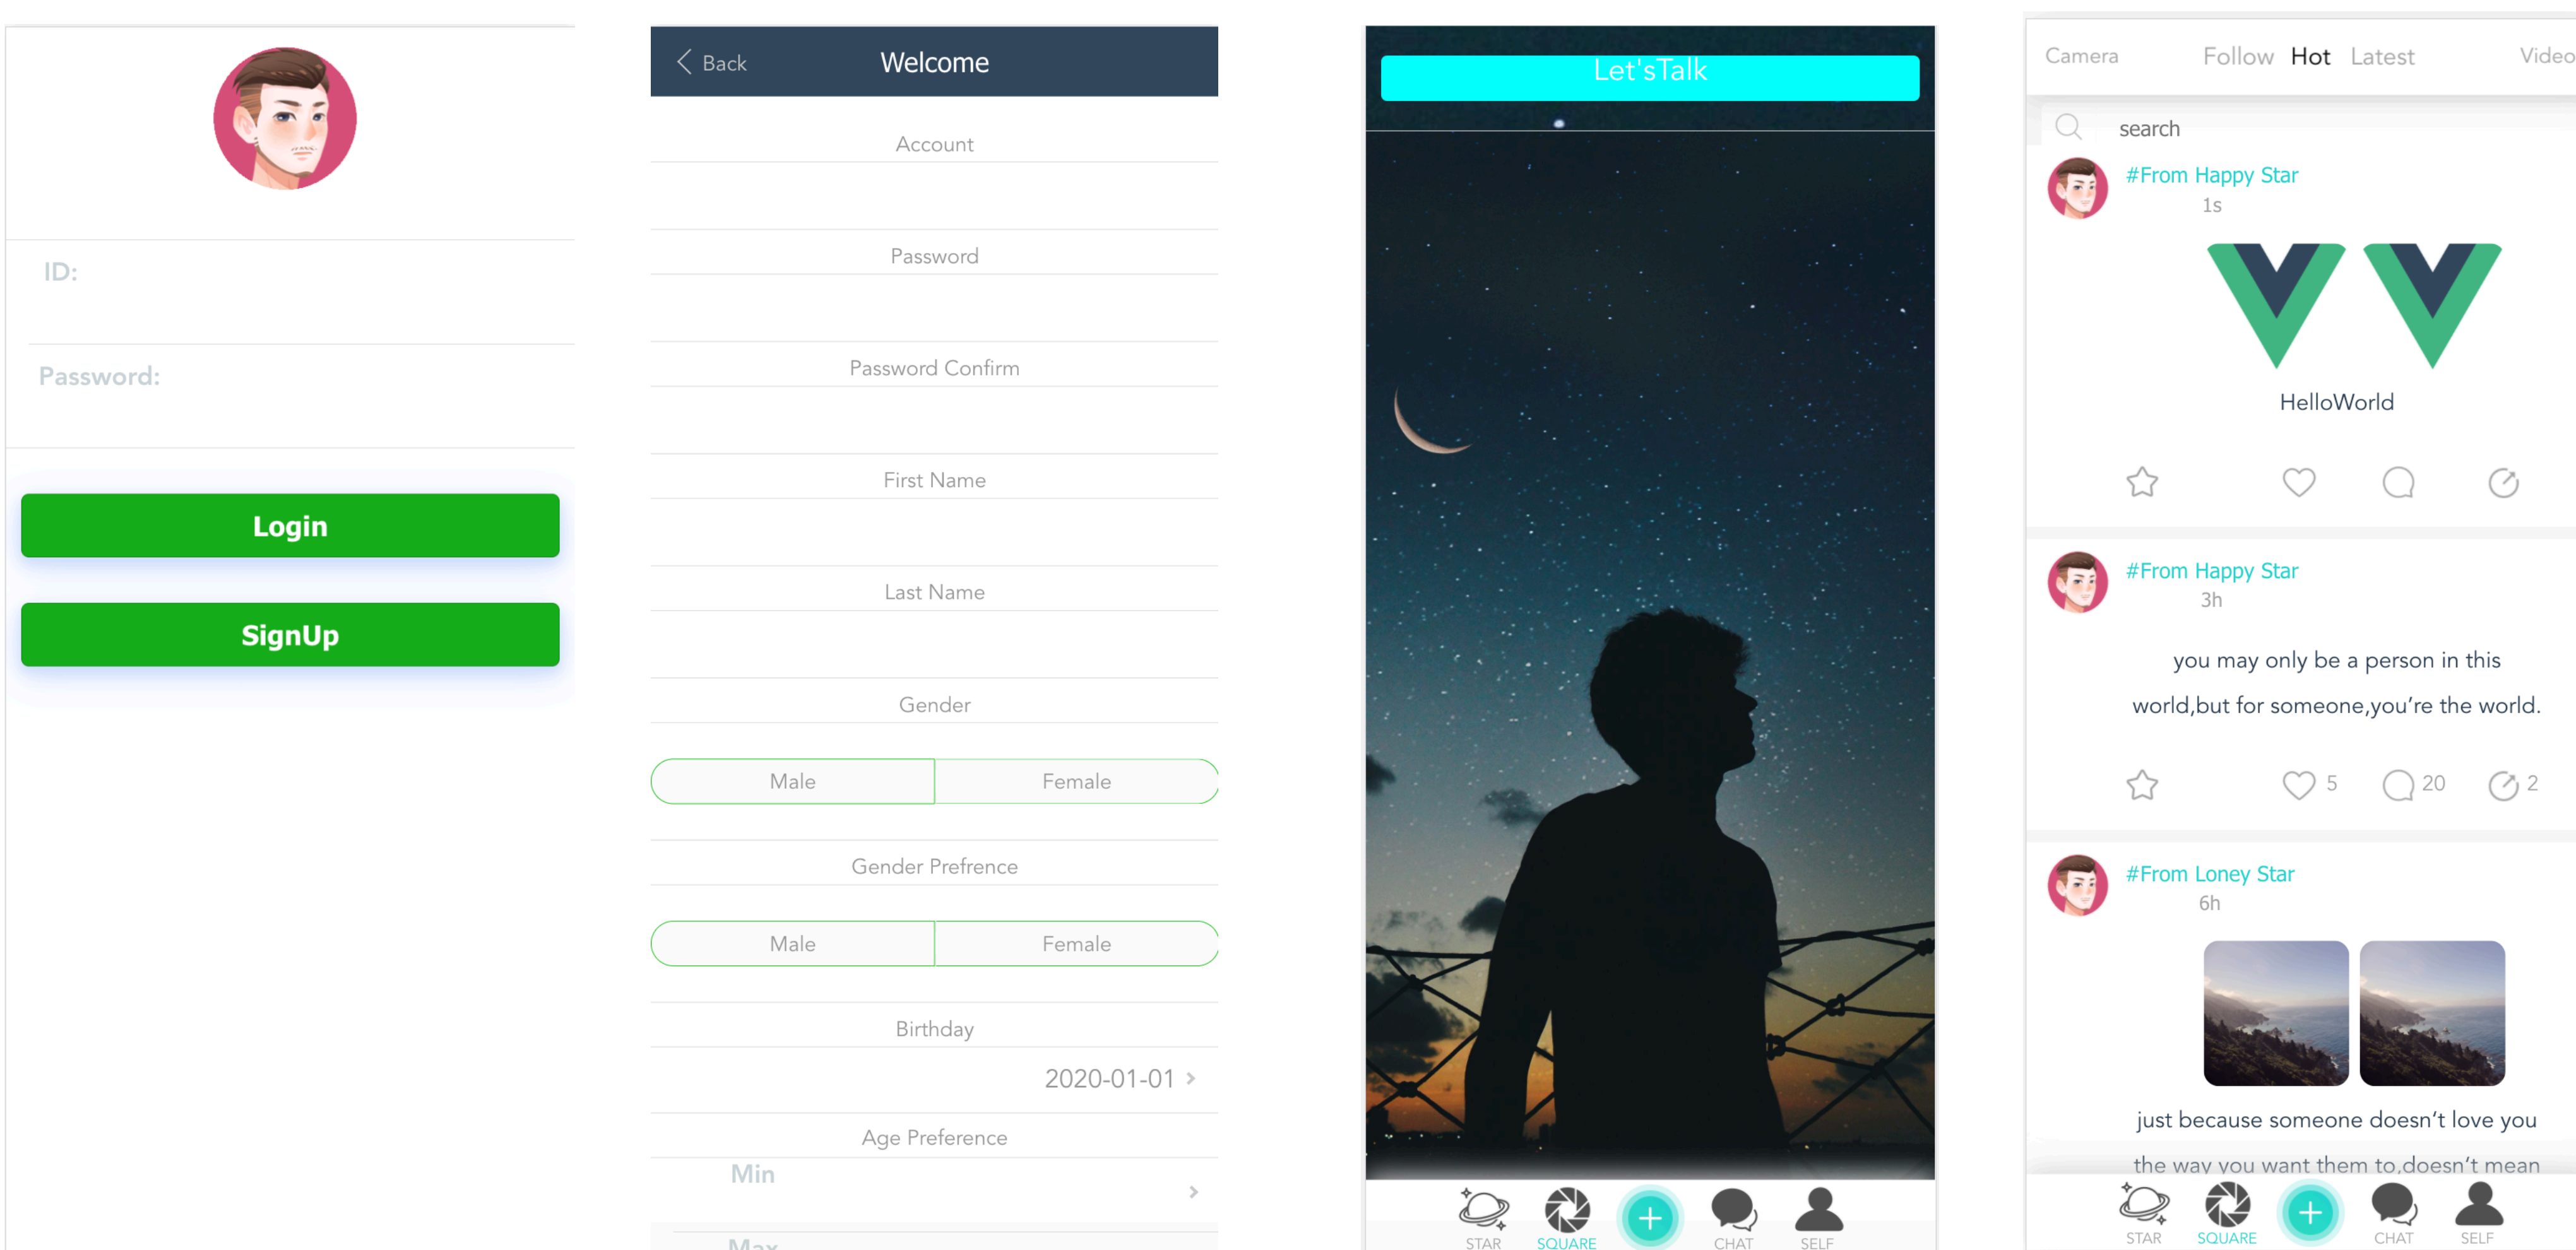 ID:
Password:
Login
SignUp
Back
Welcome
Account
Password
Password Confirm
First Name
Last Name
Gender
Male Female
Gender Prefrence
Male Female
Birthday
2020-01-01
Age Preference
Min
Max
Let'sTalk
STAR SQUARE CHAT SELF
Camera Follow Hot Latest Video
search
#From Happy Star
1s
HelloWorld
#From Happy Star
3h
you may only be a person in this
world,but for someone,you're the world.
5 20 2
#From Loney Star
6h
just because someone doesn't love you
the way you want them to,doesn't mean
STAR SQUARE CHAT SELF